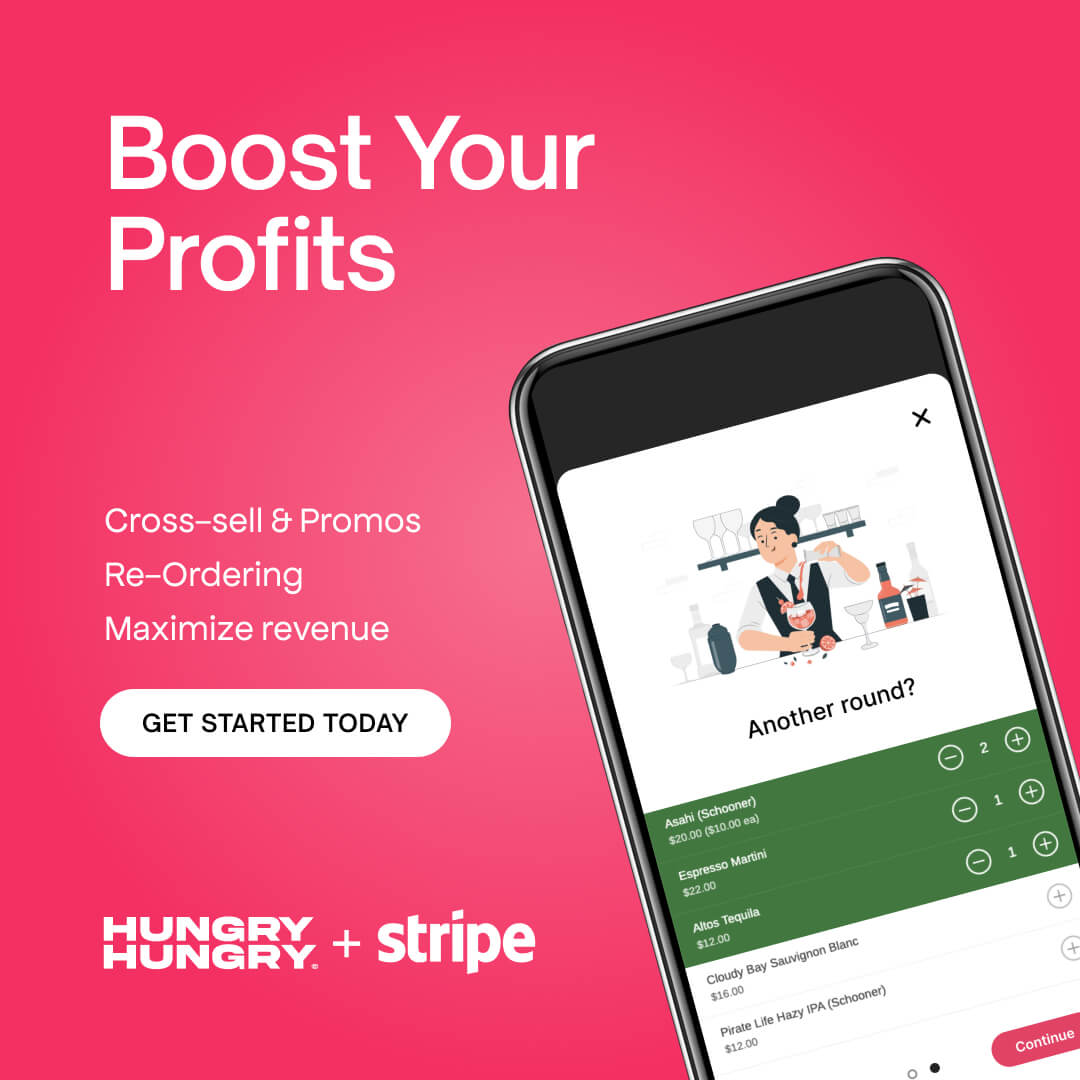 Boost Your
Profits
Cross-sell & Promos
Re-Ordering
Maximize revenue
GET STARTED TODAY
HUNGRY
HUNGRY® + stripe
Another round?
Asahi (Schooner)
$20.00 ($10.00 ea)
2
Espresso Martini
$22.00
1
Altos Tequila
$12.00
1
Cloudy Bay Sauvignon Blanc
$16.00
Pirate Life Hazy IPA (Schooner)
$12.00
Continue